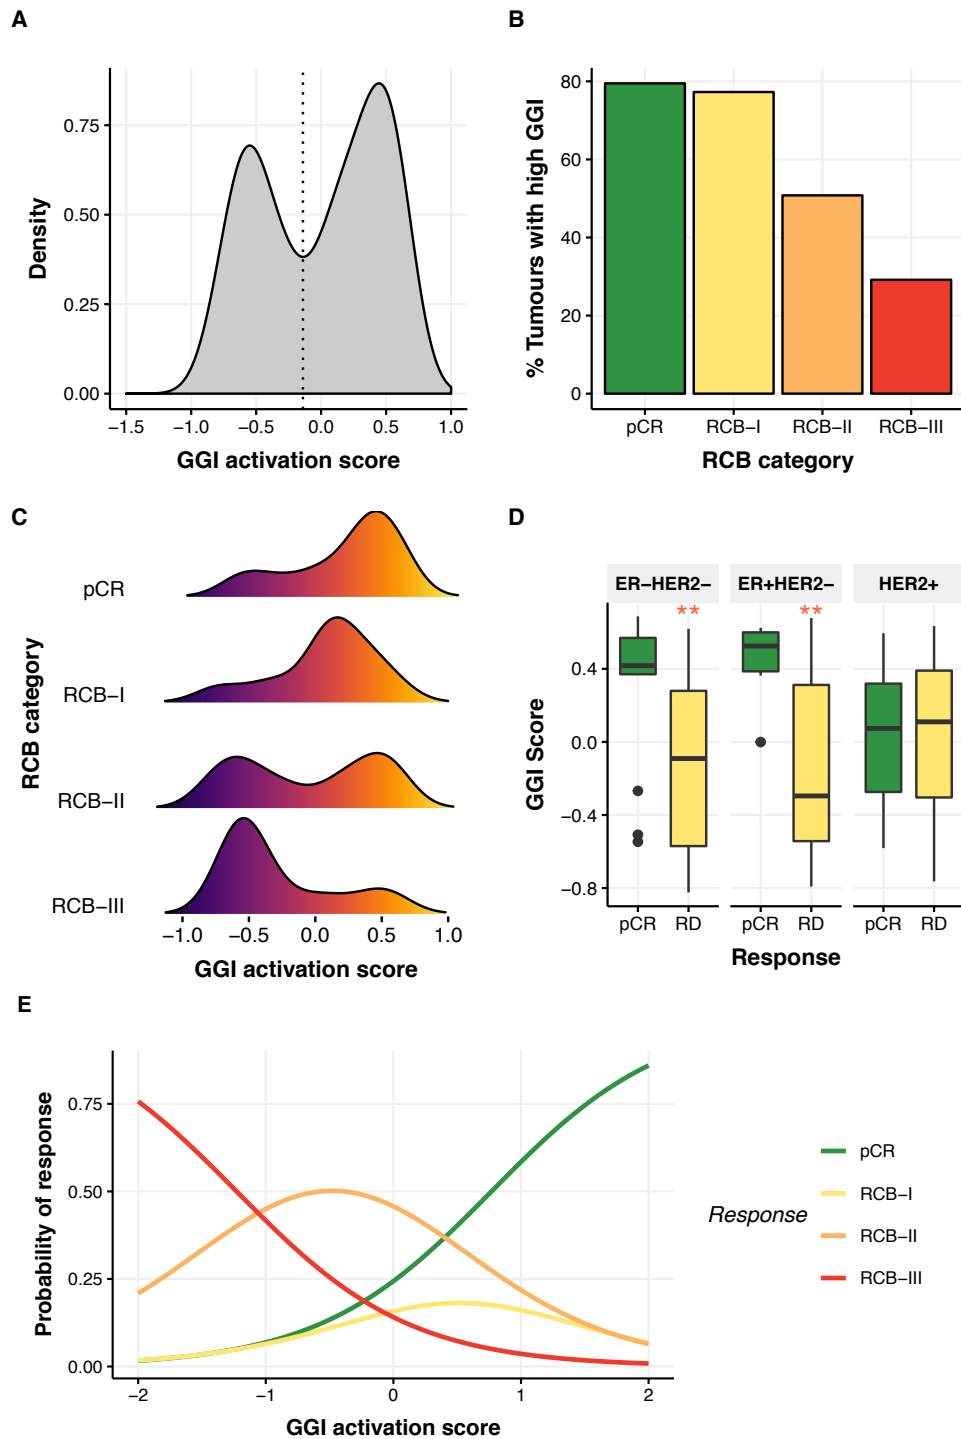 A
0.75
0.50
0.25
0.00
Density
−1.5 −1.0 −0.5 0.0 0.5 1.0
GGI activation score
B
80
60
40
20
0
% Tumours with high GGI
pCR RCB−I RCB−II RCB−III
RCB category
C
pCR
RCB−I
RCB−II
RCB−III
RCB category
−1.0 −0.5 0.0 0.5 1.0
GGI activation score
D
ER−HER2− ER+HER2− HER2+
** **
0.4
0.0
−0.4
−0.8
GGI Score
pCR RD pCR RD pCR RD
Response
E
0.75
0.50
0.25
0.00
Probability of response
−2 −1 0 1 2
GGI activation score
Response
pCR
RCB−I
RCB−II
RCB−III